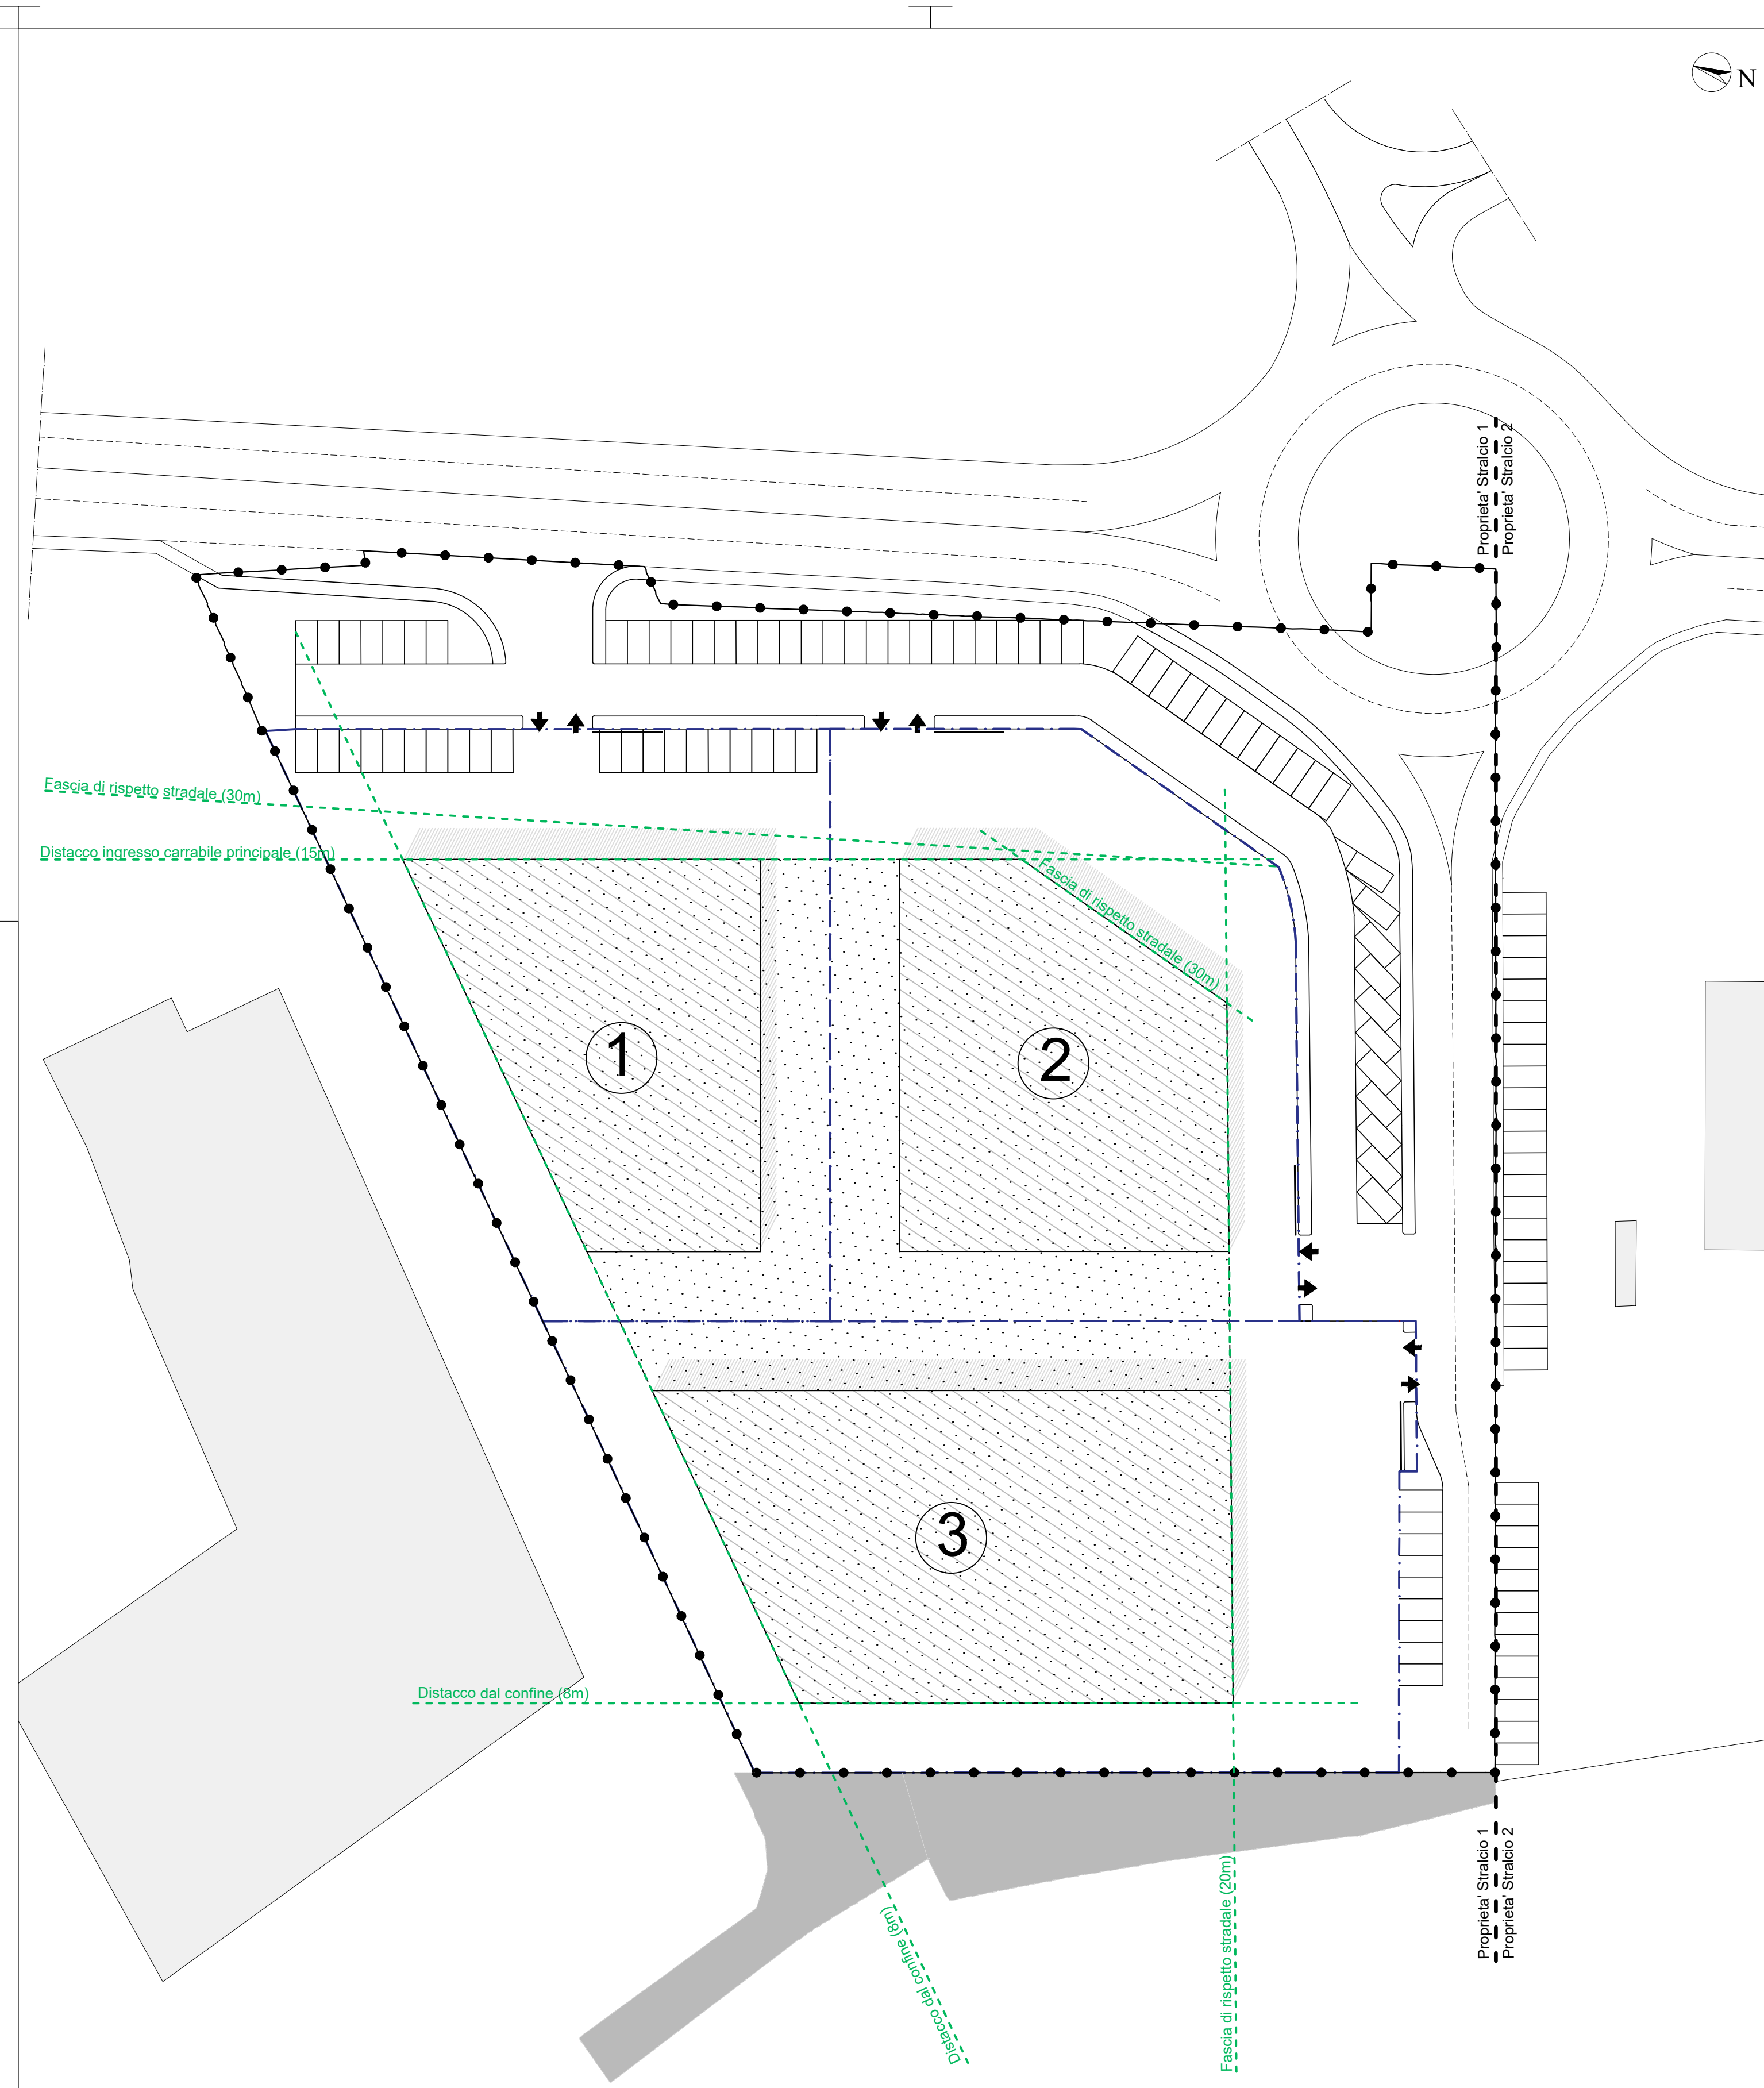 N
Proprieta' Stralcio 1
Proprieta' Stralcio 2
Fascia di rispetto stradale (30m)
Distacco ingresso carrabile principale (15m)
Fascia di rispetto stradale (30m)
1
2
3
Distacco dal confine (8m)
Distacco dal confine (8m)
Fascia di rispetto stradale (20m)
Proprieta' Stralcio 1
Proprieta' Stralcio 2